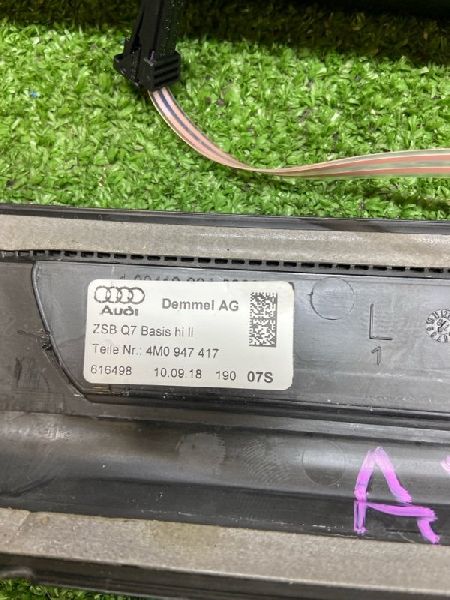 Audi
Demmel AG
ZSB Q7 Basis hi li
Teile Nr.: 4M0 947 417
616498 10.09.18 190 07S
L
1
A